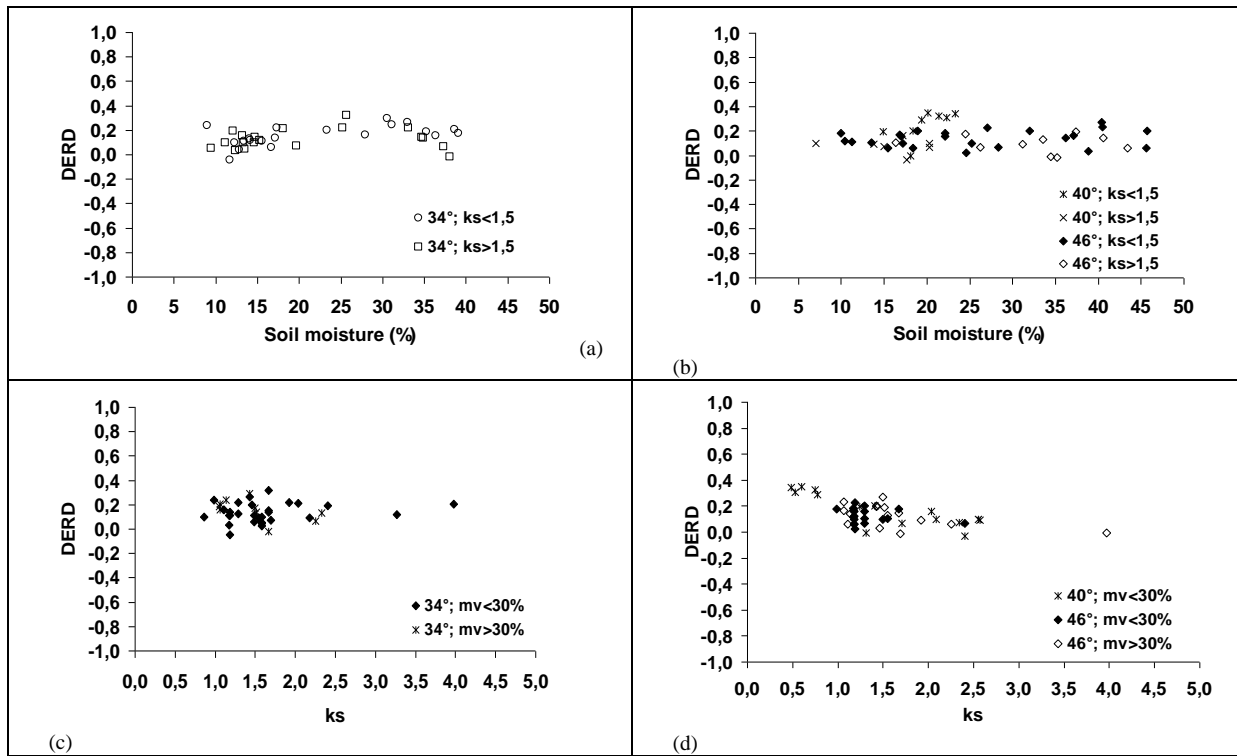 1,0
0,8
0,6
0,4
0,2
0,0
-0,2
-0,4
-0,6
-0,8
-1,0
DERD
0 5 10 15 20 25 30 35 40 45 50
Soil moisture (%)
34°; ks<1,5
34°; ks>1,5
(a)
1,0
0,8
0,6
0,4
0,2
0,0
-0,2
-0,4
-0,6
-0,8
-1,0
DERD
0 5 10 15 20 25 30 35 40 45 50
Soil moisture (%)
40°; ks<1,5
40°; ks>1,5
46°; ks<1,5
46°; ks>1,5
(b)
1,0
0,8
0,6
0,4
0,2
0,0
-0,2
-0,4
-0,6
-0,8
-1,0
DERD
0,0 0,5 1,0 1,5 2,0 2,5 3,0 3,5 4,0 4,5 5,0
ks
34°; mv<30%
34°; mv>30%
(c)
1,0
0,8
0,6
0,4
0,2
0,0
-0,2
-0,4
-0,6
-0,8
-1,0
DERD
0,0 0,5 1,0 1,5 2,0 2,5 3,0 3,5 4,0 4,5 5,0
ks
40°; mv<30%
46°; mv<30%
46°; mv>30%
(d)